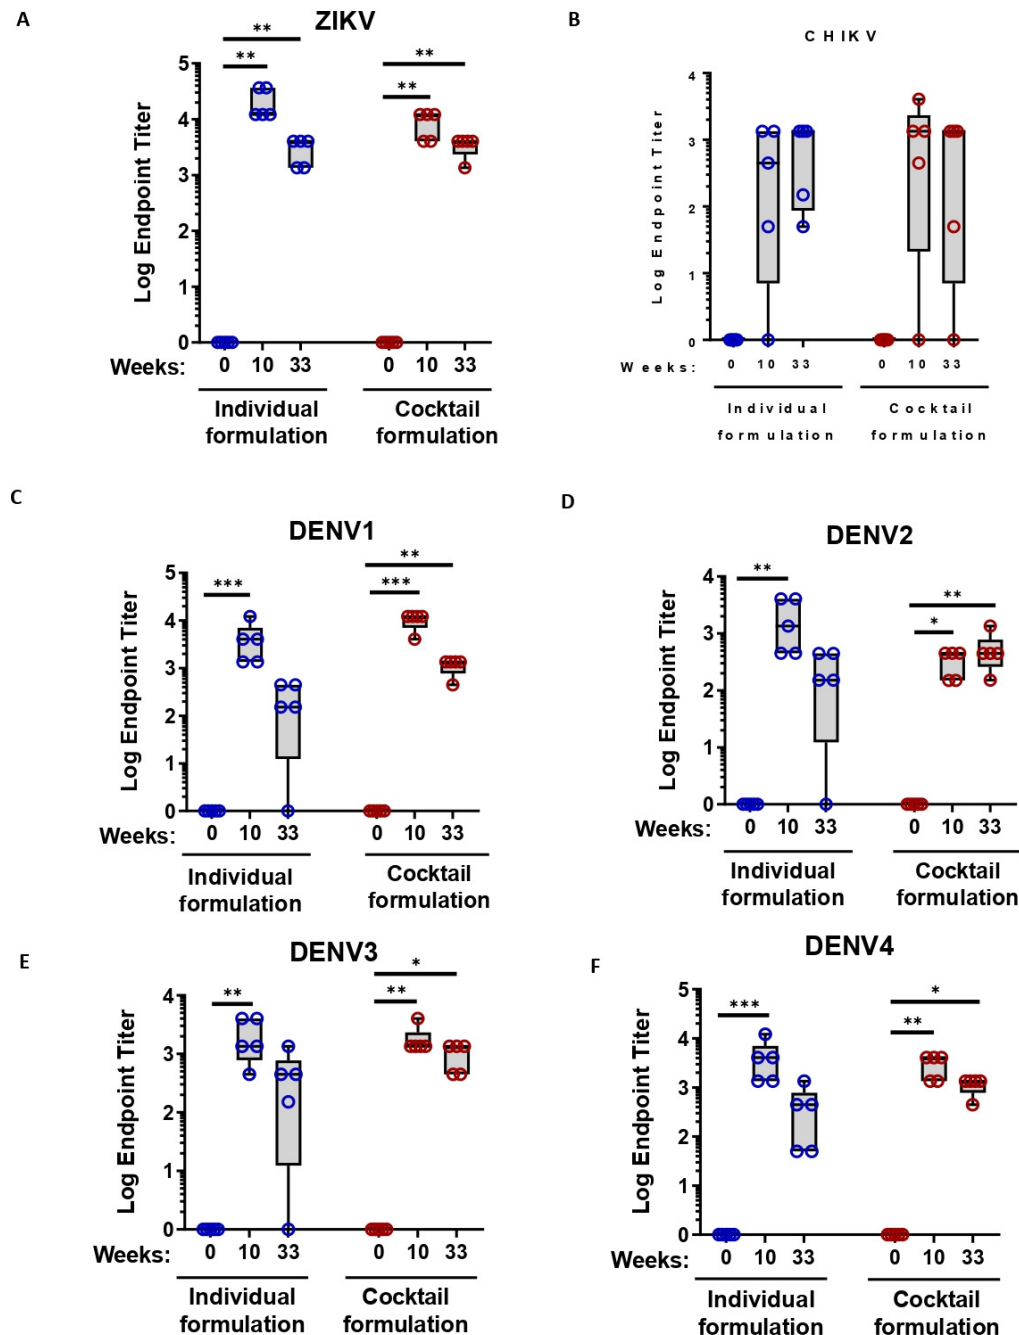 A
ZIKV
** **
** **
Log Endpoint Titer
5
4
3
2
1
0
Weeks: 0 10 33 0 10 33
Individual formulation
Cocktail formulation
B
CHIKV
Log Endpoint Titer
4
3
2
1
0
Weeks: 0 10 33 0 10 33
Individual formulation
Cocktail formulation
C
DENV1
*** *** **
Log Endpoint Titer
5
4
3
2
1
0
Weeks: 0 10 33 0 10 33
Individual formulation
Cocktail formulation
D
DENV2
** * **
Log Endpoint Titer
4
3
2
1
0
Weeks: 0 10 33 0 10 33
Individual formulation
Cocktail formulation
E
DENV3
** ** *
Log Endpoint Titer
4
3
2
1
0
Weeks: 0 10 33 0 10 33
Individual formulation
Cocktail formulation
F
DENV4
*** ** *
Log Endpoint Titer
5
4
3
2
1
0
Weeks: 0 10 33 0 10 33
Individual formulation
Cocktail formulation